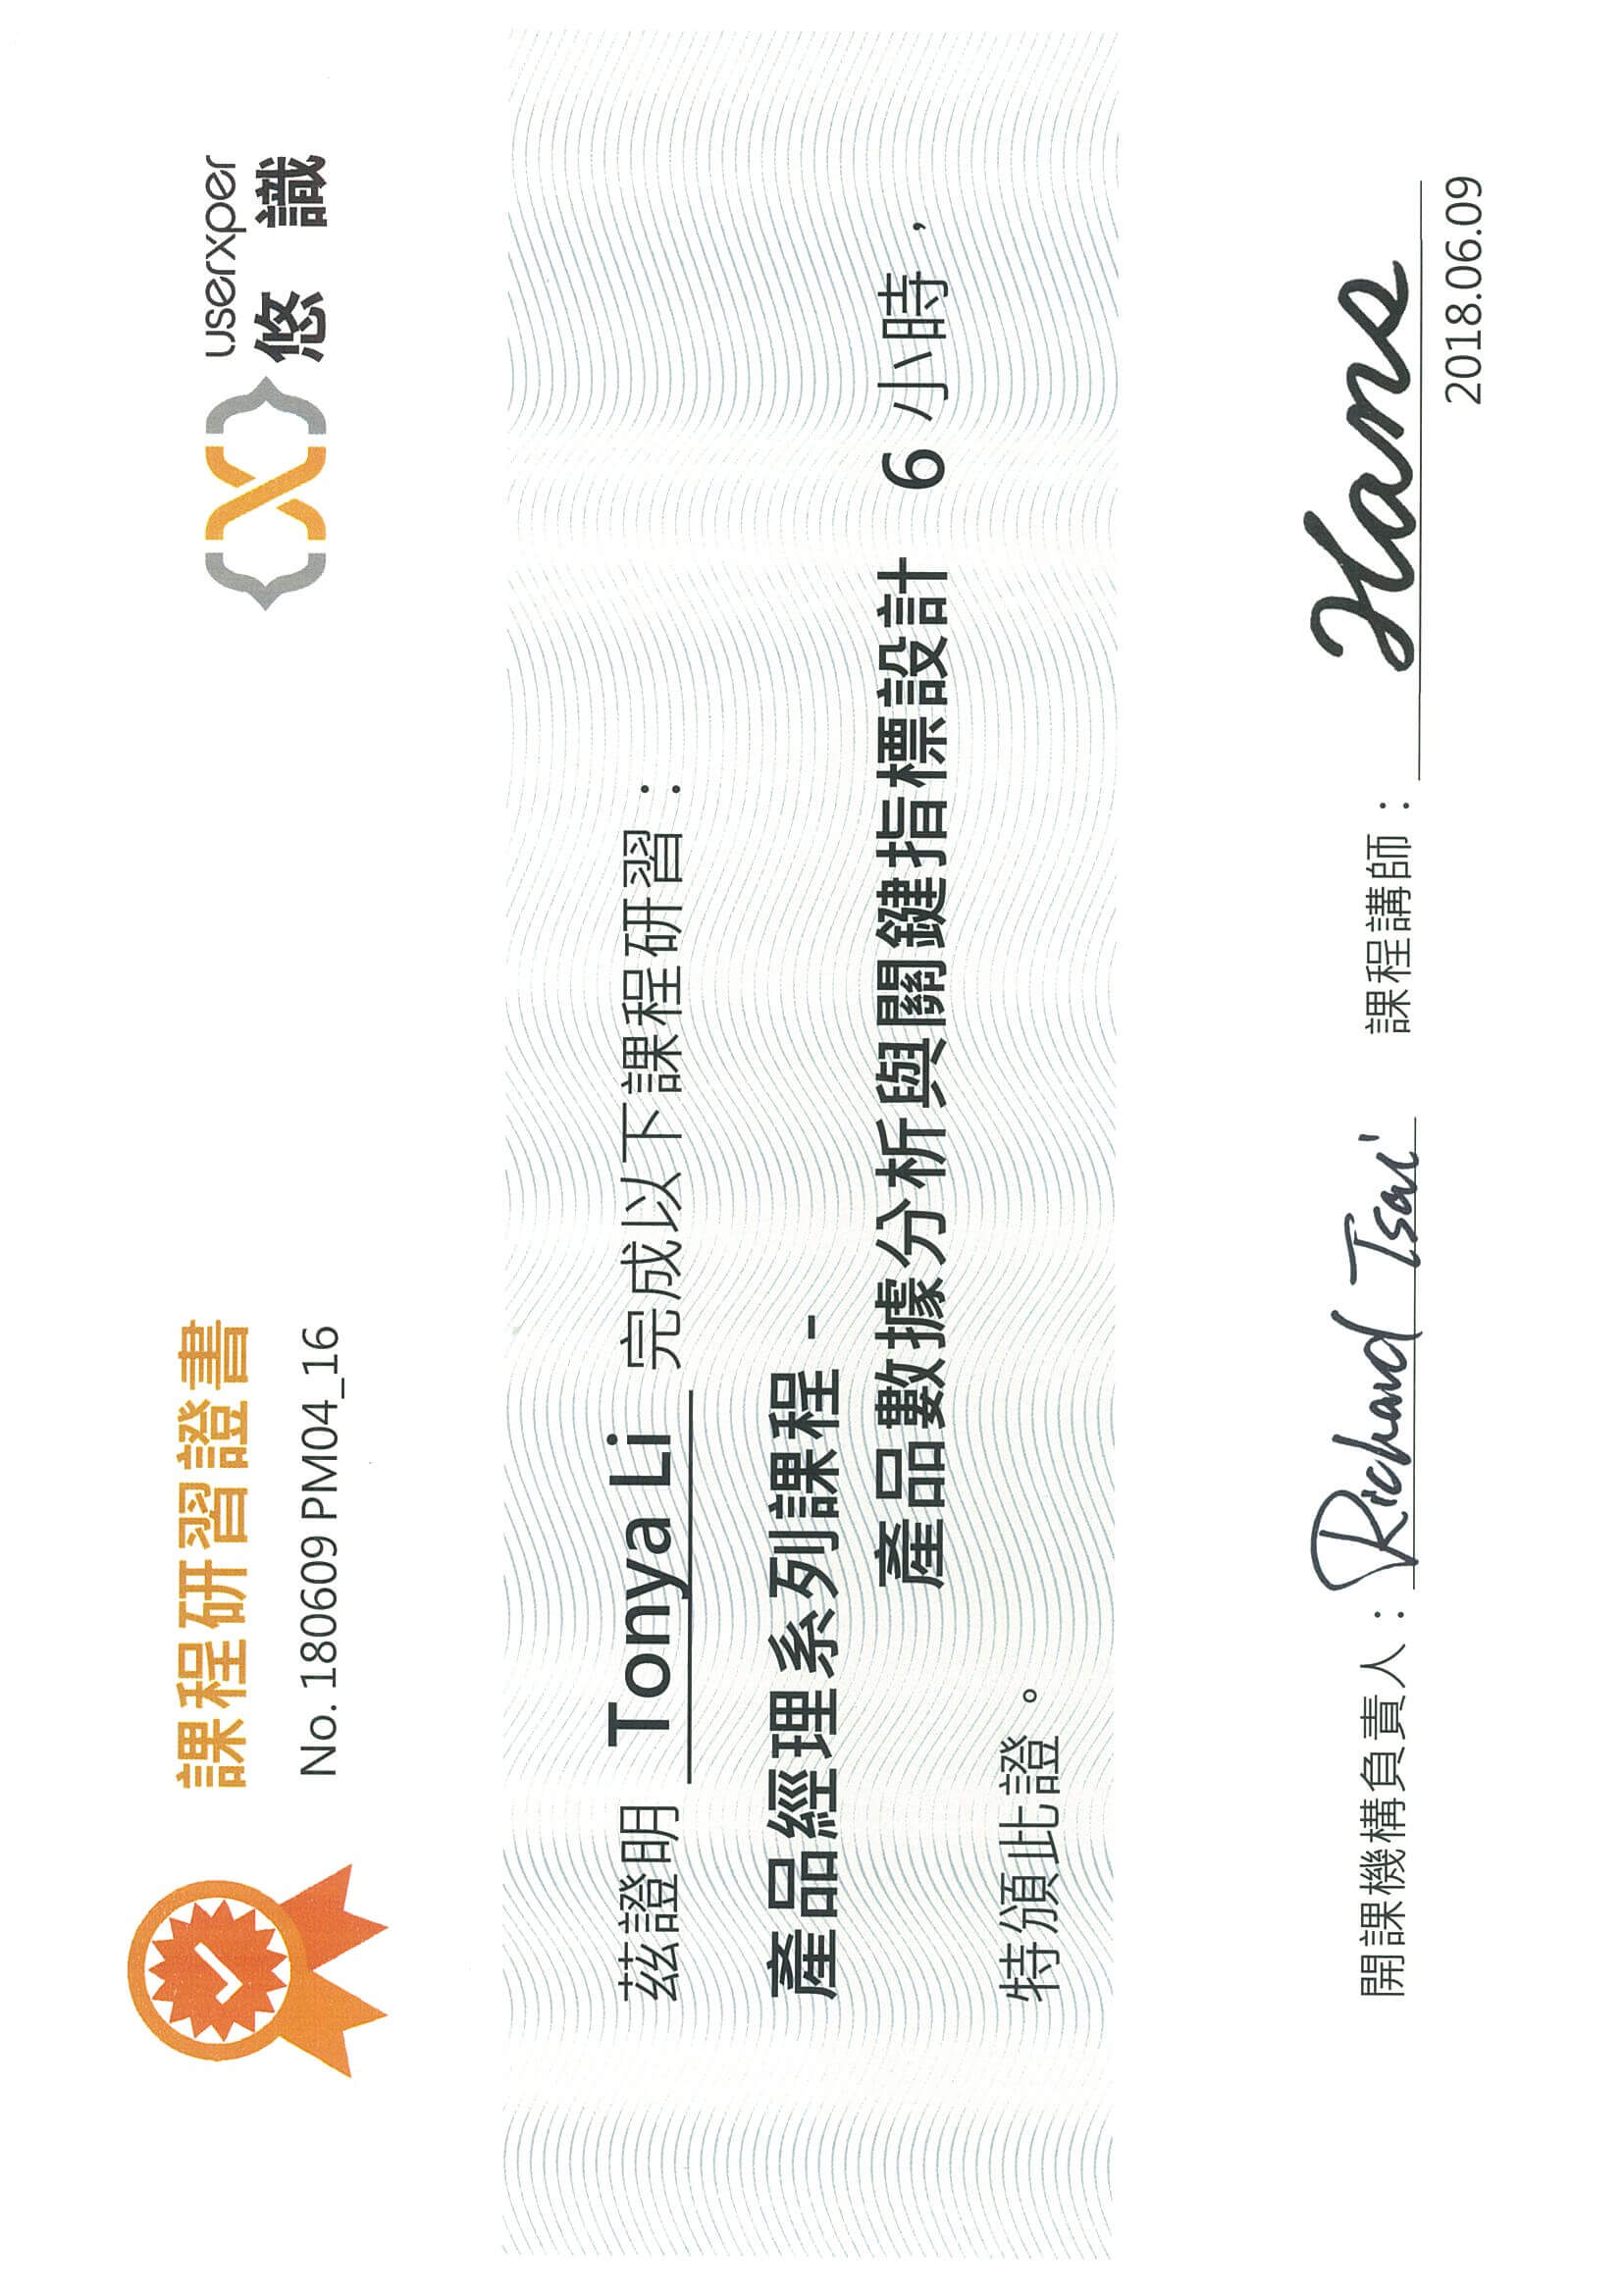 課程研習證書
No. 180609 PM04_16
userxper
悠識
茲證明 Tonya Li 完成以下課程研習：
產品經理系列課程 -
產品數據分析與關鍵指標設計 6 小時，
特頒此證。
開課機構負責人：Richard Tsai 課程講師：Hans
2018.06.09